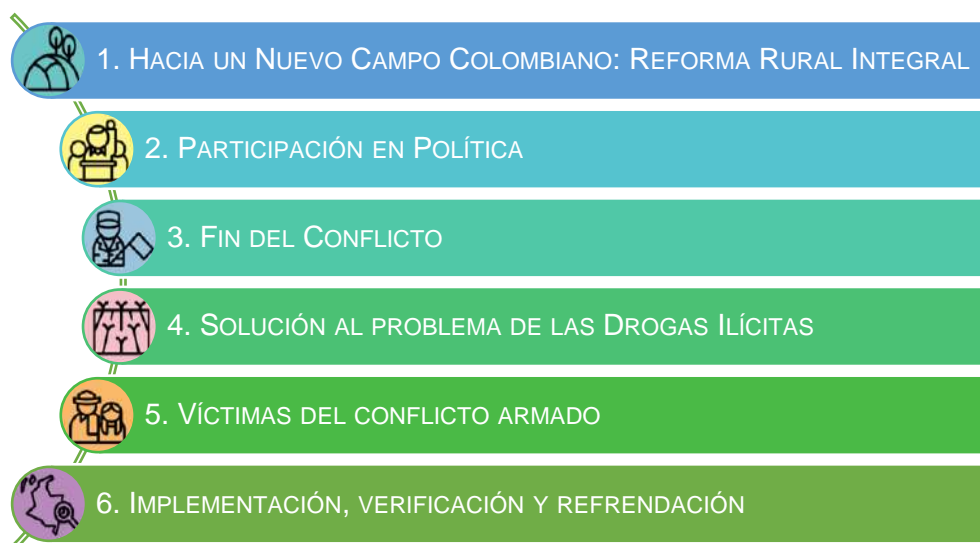 1. Hacia un Nuevo Campo Colombiano: Reforma Rural Integral
2. Participación en Política
3. Fin del Conflicto
4. Solución al problema de las Drogas Ilícitas
5. Víctimas del conflicto armado
6. Implementación, verificación y refrendación